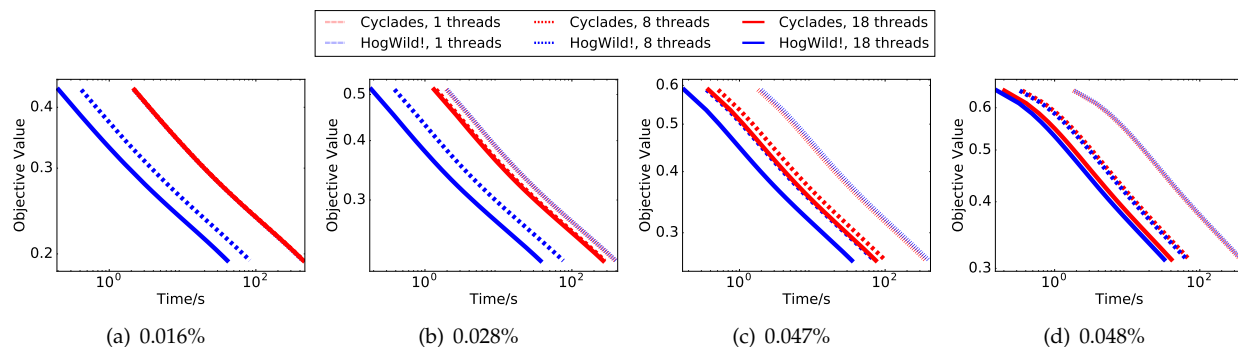 Cyclades, 1 threads Cyclades, 8 threads Cyclades, 18 threads
HogWild!, 1 threads HogWild!, 8 threads HogWild!, 18 threads
Objective Value
0.4
0.3
0.2
10^0 10^2
Time/s
(a) 0.016%
Objective Value
0.5
0.4
0.3
10^0 10^2
Time/s
(b) 0.028%
Objective Value
0.6
0.5
0.4
0.3
10^0 10^2
Time/s
(c) 0.047%
Objective Value
0.6
0.5
0.4
0.3
10^0 10^2
Time/s
(d) 0.048%